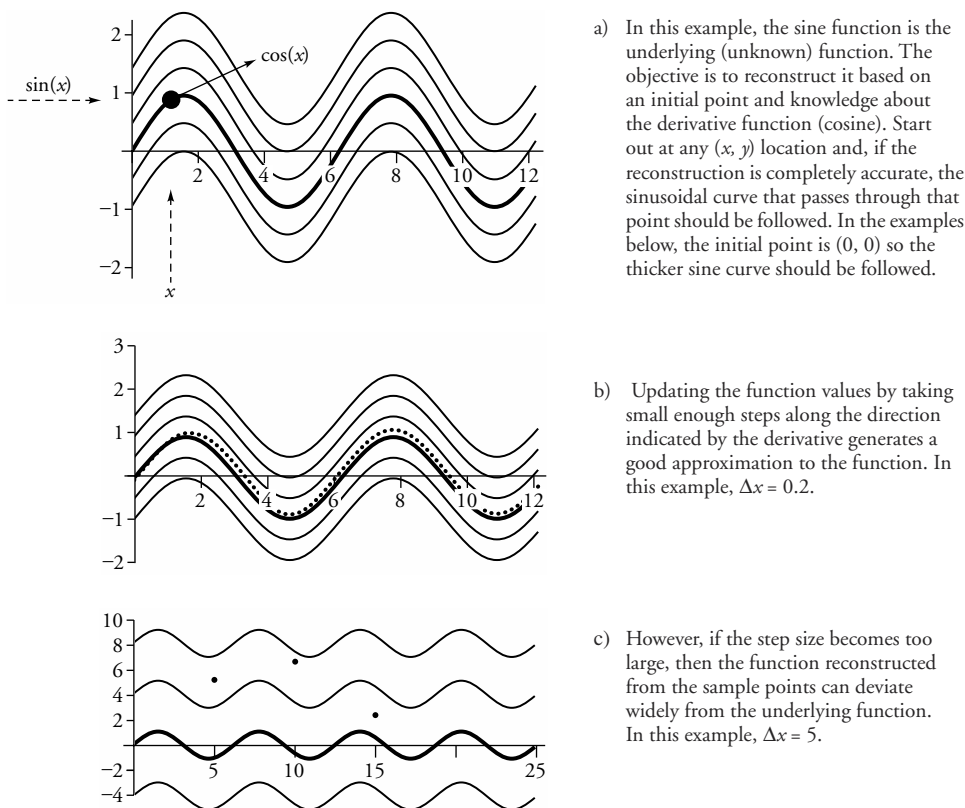 2
1
−1
−2
2
4
6
8
10
12
sin(x)
cos(x)
x
a) In this example, the sine function is the
underlying (unknown) function. The
objective is to reconstruct it based on
an initial point and knowledge about
the derivative function (cosine). Start
out at any (x, y) location and, if the
reconstruction is completely accurate, the
sinusoidal curve that passes through that
point should be followed. In the examples
below, the initial point is (0, 0) so the
thicker sine curve should be followed.
3
2
1
−1
−2
2
4
6
8
10
12
b) Updating the function values by taking
small enough steps along the direction
indicated by the derivative generates a
good approximation to the function. In
this example, Δx = 0.2.
10
8
6
4
2
−2
−4
5
10
15
25
c) However, if the step size becomes too
large, then the function reconstructed
from the sample points can deviate
widely from the underlying function.
In this example, Δx = 5.